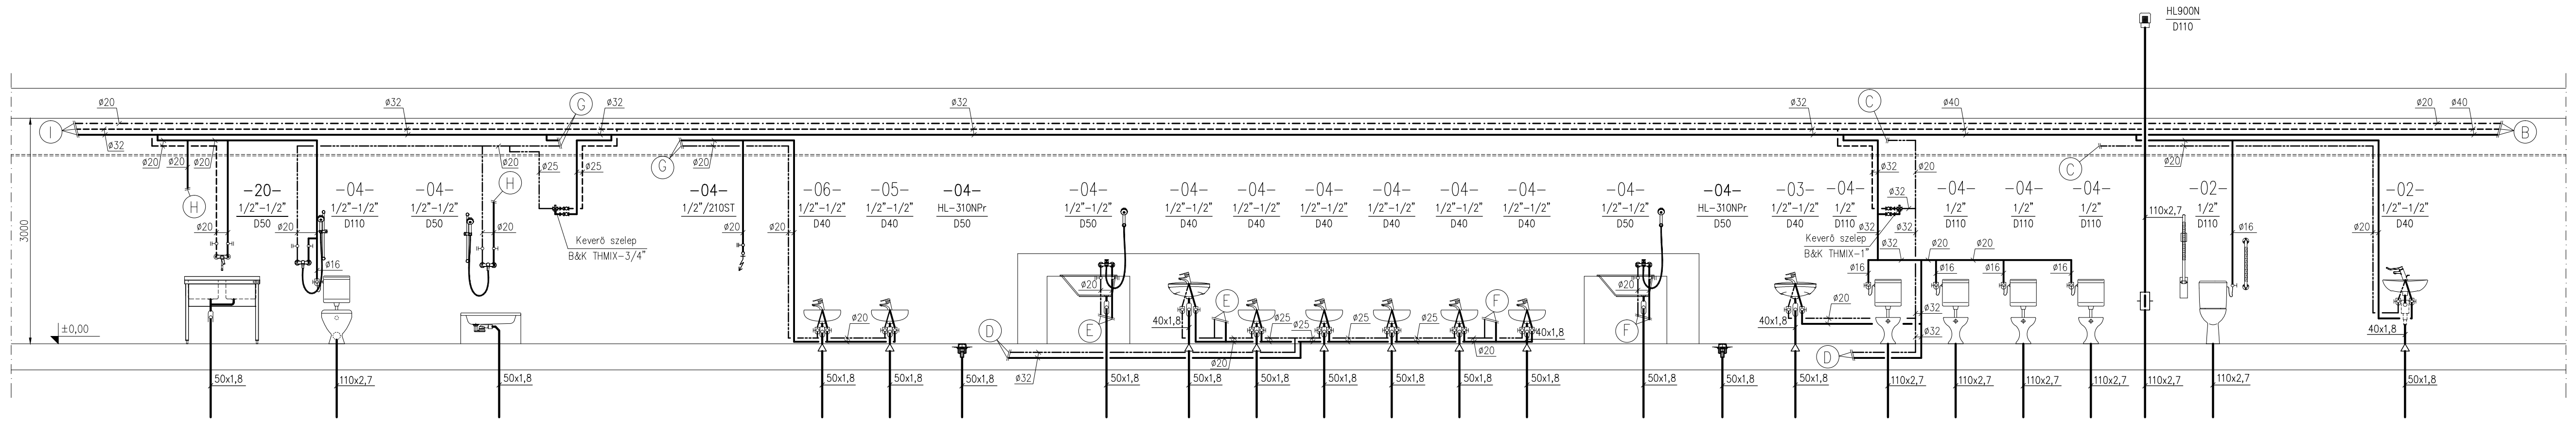 HL900N
D110
ø20
ø32
G
ø32
ø32
ø32
C
ø40
ø20
ø40
I
B
ø32
ø20
ø20
ø20
ø20
ø25
ø25
G
ø20
C
ø20
3000
H
H
-20-
1/2"-1/2"
D50
-04-
1/2"-1/2"
D110
-04-
1/2"-1/2"
D50
-04-
1/2"/210ST
-06-
1/2"-1/2"
D40
-05-
1/2"-1/2"
D40
-04-
HL-310NPr
D50
-04-
1/2"-1/2"
D50
-04-
1/2"-1/2"
D40
-04-
1/2"-1/2"
D40
-04-
1/2"-1/2"
D40
-04-
1/2"-1/2"
D40
-04-
1/2"-1/2"
D40
-04-
1/2"-1/2"
D40
-04-
1/2"-1/2"
D50
-04-
HL-310NPr
D50
-03-
1/2"-1/2"
D40
-04-
1/2"
D110
-04-
1/2"
D110
-04-
1/2"
D110
-04-
1/2"
D110
-02-
1/2"
D110
-02-
1/2"-1/2"
D40
ø32
ø20
ø32
110x2,7
ø20
ø20
ø20
ø20
ø20
ø32
ø32
ø16
ø20
Keverő szelep
B&K THMIX-3/4"
Keverő szelep
B&K THMIX-1"
ø32
ø20
ø20
ø16
ø16
ø16
ø16
ø16
ø20
ø20
±0,00
E
E
F
F
D
D
ø20
40x1,8
ø20
ø25
ø25
ø25
ø25
ø20
40x1,8
40x1,8
ø20
ø32
ø32
40x1,8
ø32
ø20
50x1,8
110x2,7
50x1,8
50x1,8
50x1,8
50x1,8
50x1,8
50x1,8
50x1,8
50x1,8
50x1,8
50x1,8
50x1,8
50x1,8
50x1,8
50x1,8
110x2,7
110x2,7
110x2,7
110x2,7
110x2,7
110x2,7
50x1,8